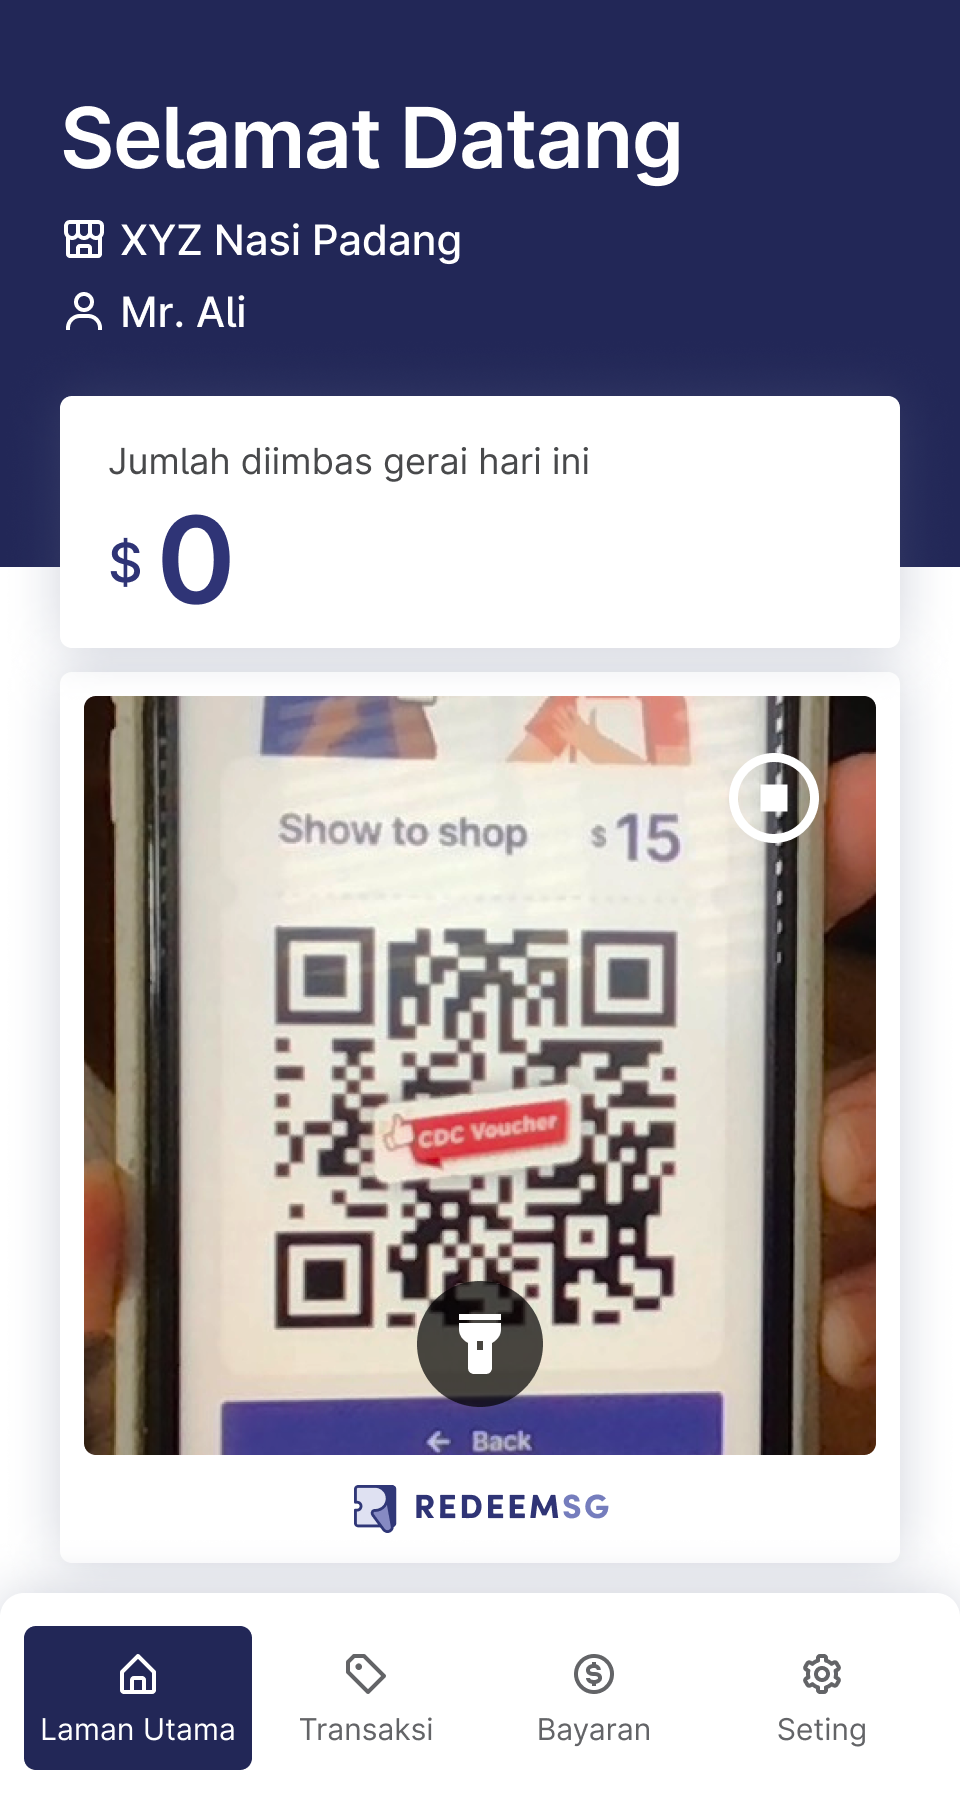 Selamat Datang
XYZ Nasi Padang
Mr. Ali
Jumlah diimbas gerai hari ini
$ 0
Show to shop $15
CDC Voucher
← Back
REDEEMSG
Laman Utama Transaksi Bayaran Seting